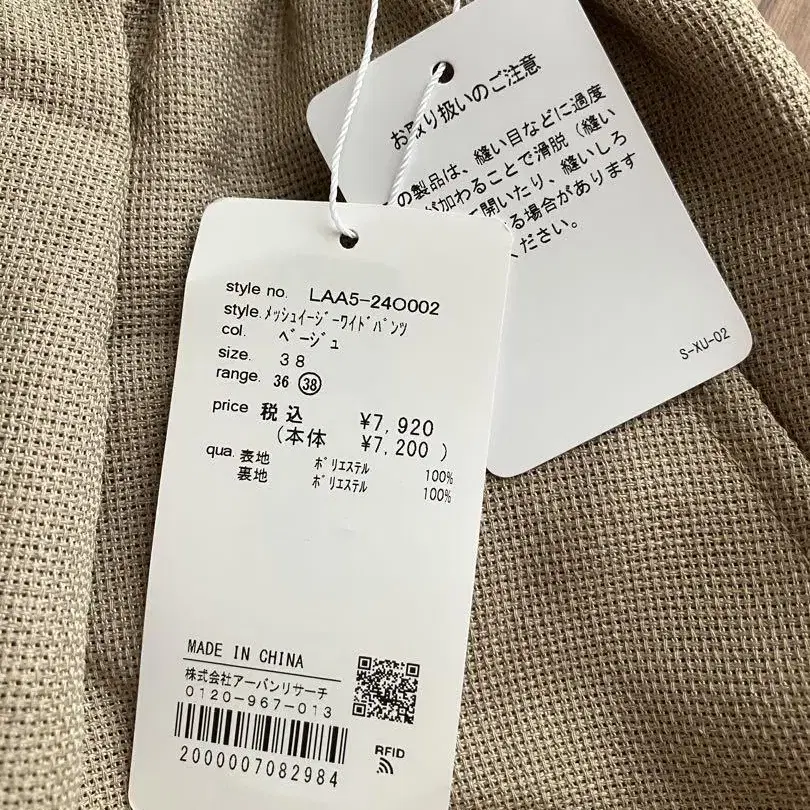 お取り扱いのご注意
の製品は、縫い目などに過度
が加わることで滑脱（縫い
開いたり、縫いしろ
る場合があります
ください。
S-XU-02
style no. LAA5-24O002
style. ﾒｯｼｭｲｰｼﾞｰﾜｲﾄﾞﾊﾟﾝﾂ
col. ﾍﾞｰｼﾞｭ
size. 38
range. 36 ㊳
price 税込 ¥7,920
(本体 ¥7,200 )
qua. 表地 ﾎﾟﾘｴｽﾃﾙ 100%
裏地 ﾎﾟﾘｴｽﾃﾙ 100%
MADE IN CHINA
株式会社アーバンリサーチ
0120-967-013
2000007082984
RFID